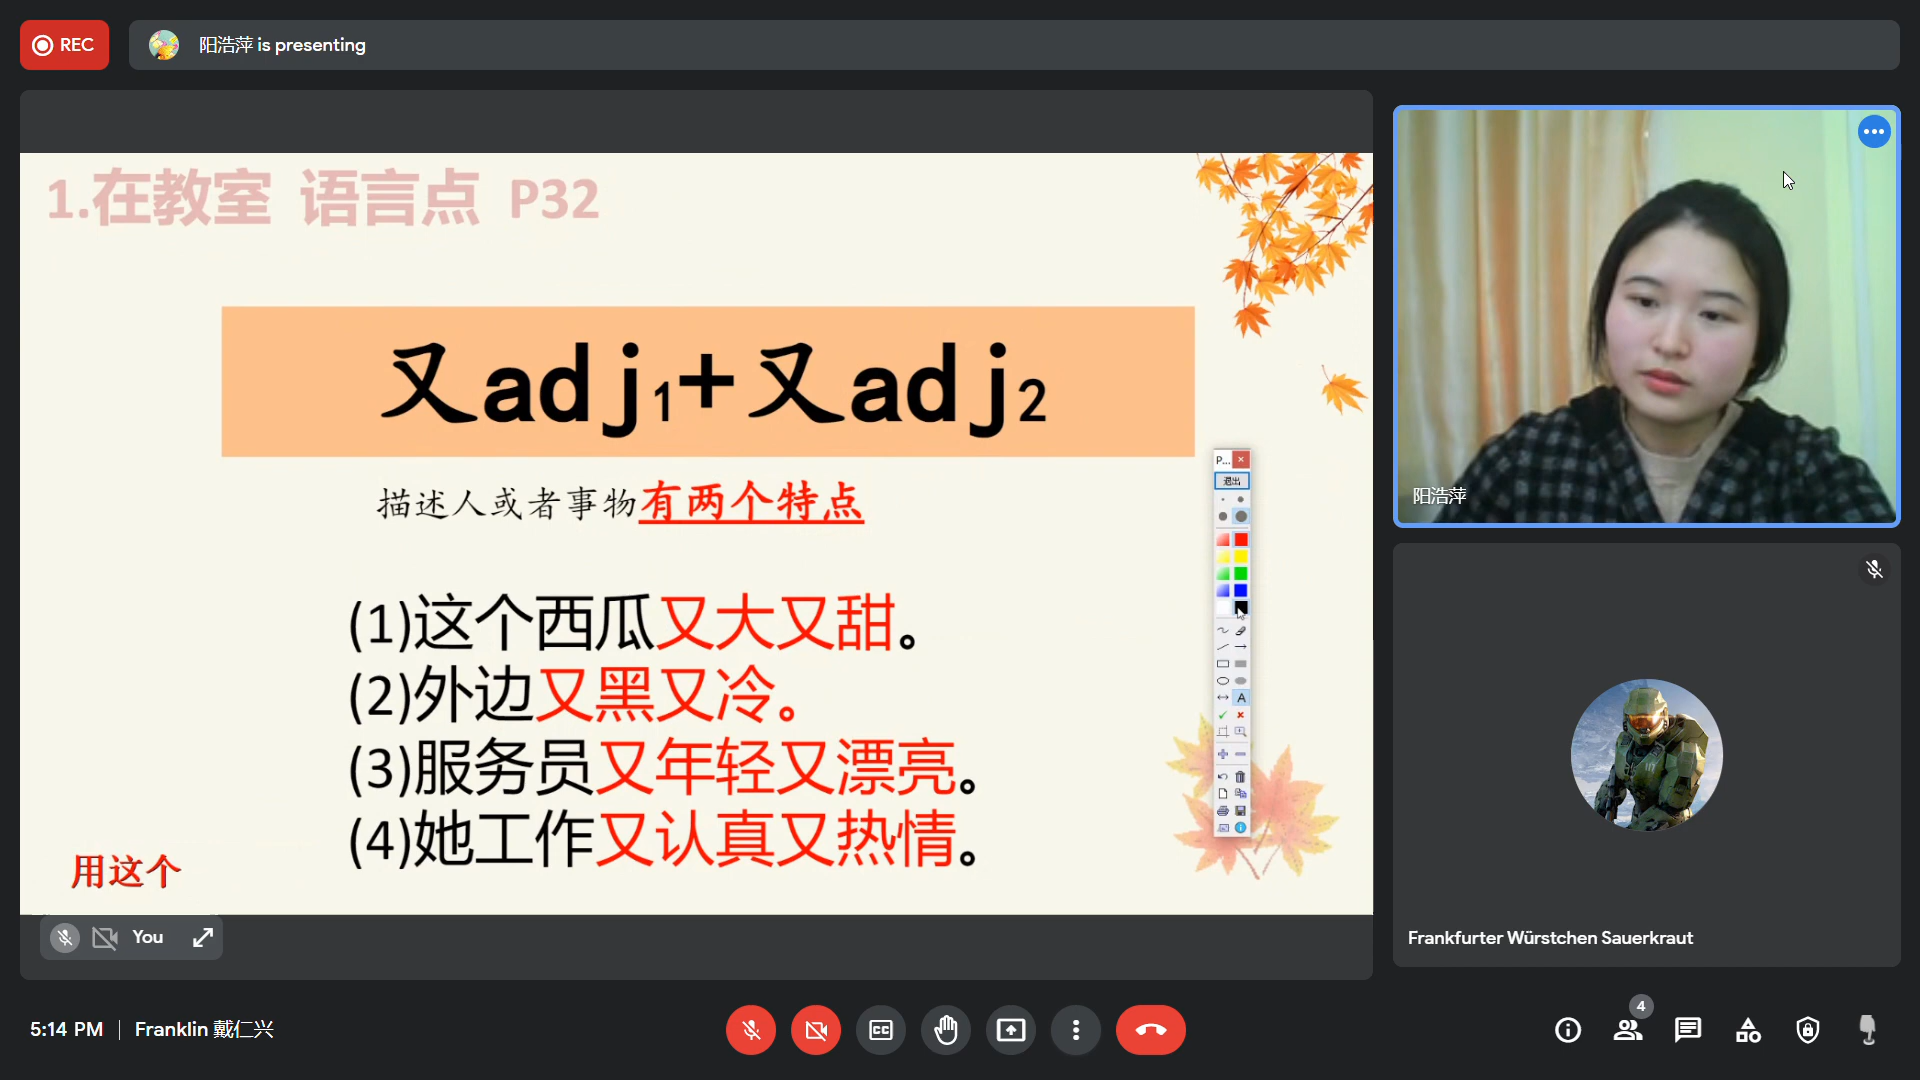 REC
阳浩萍 is presenting
1.在教室 语言点 P32
又adj1+又adj2
描述人或者事物有两个特点
(1)这个西瓜又大又甜。
(2)外边又黑又冷。
(3)服务员又年轻又漂亮。
(4)她工作又认真又热情。
用这个
P...
退出
A
You
阳浩萍
Frankfurter Würstchen Sauerkraut
5:14 PM | Franklin 戴仁兴
CC
4